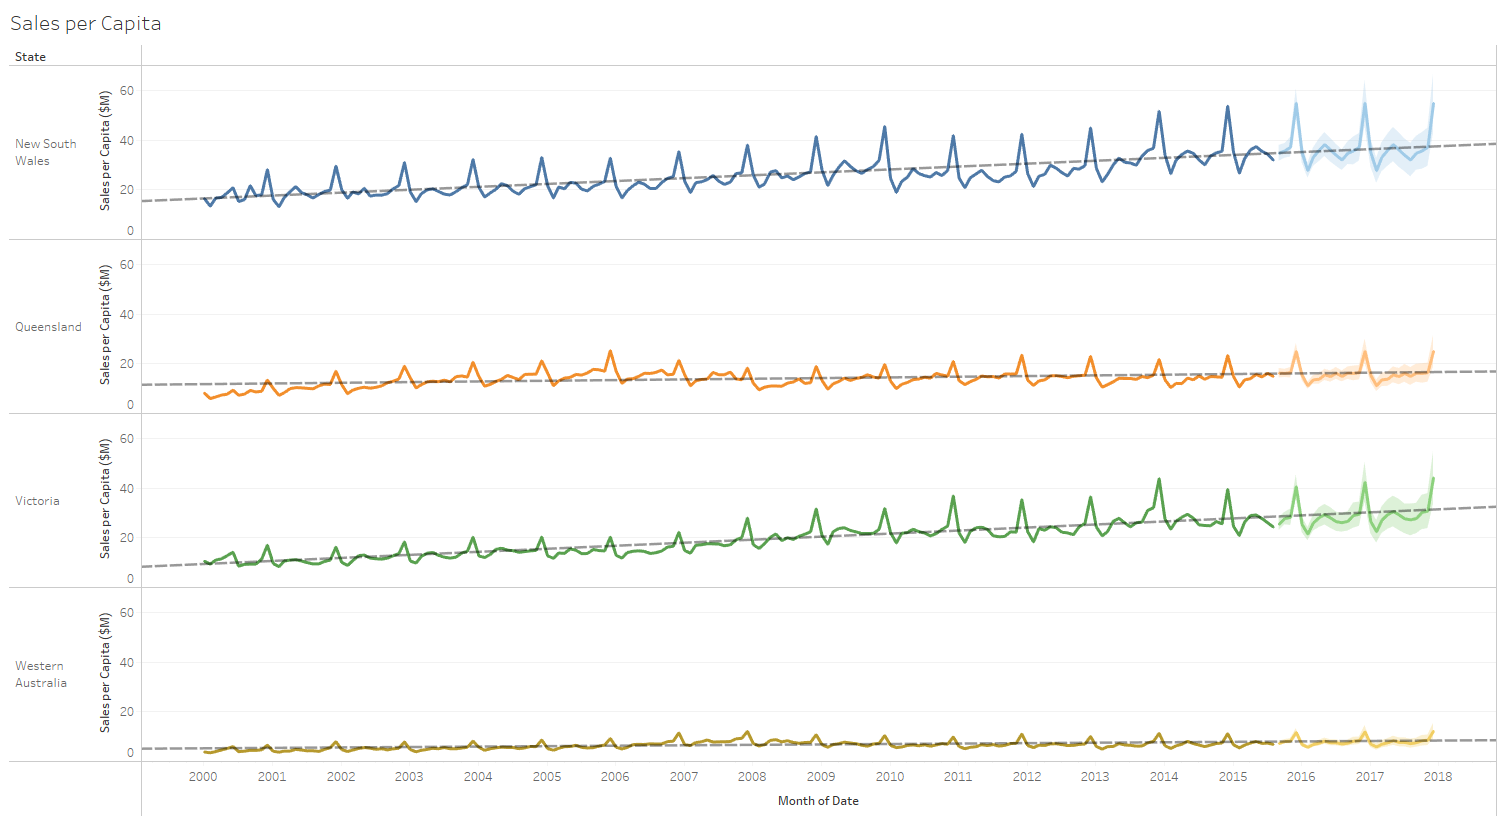 Sales per Capita
State
New South
Wales
Sales per Capita ($M)
60
40
20
0
Queensland
Sales per Capita ($M)
60
40
20
0
Victoria
Sales per Capita ($M)
60
40
20
0
Western
Australia
Sales per Capita ($M)
60
40
20
0
2000 2001 2002 2003 2004 2005 2006 2007 2008 2009 2010 2011 2012 2013 2014 2015 2016 2017 2018
Month of Date